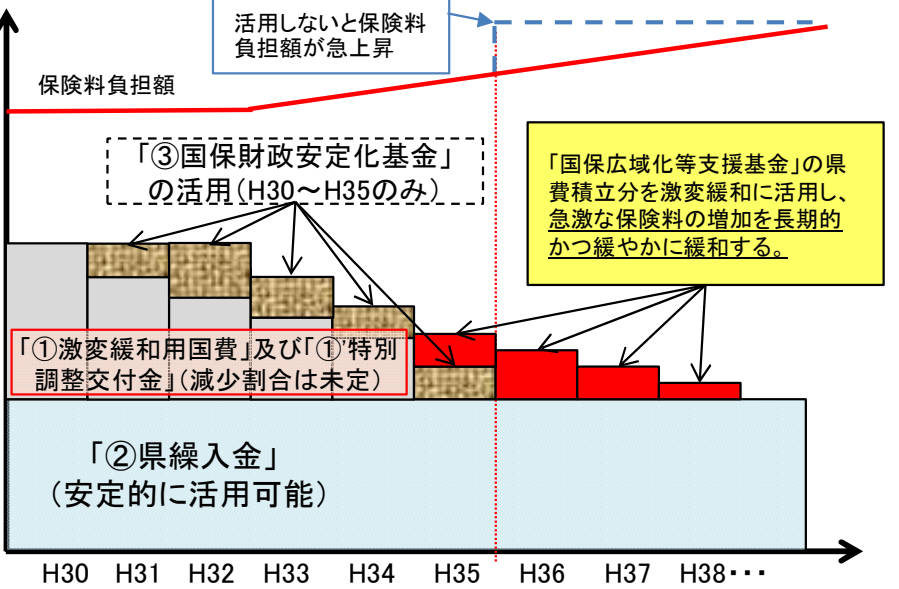 活用しないと保険料
負担額が急上昇
保険料負担額
「③国保財政安定化基金」
の活用(H30～H35のみ)
「国保広域化等支援基金」の県
費積立分を激変緩和に活用し、
急激な保険料の増加を長期的
かつ緩やかに緩和する。
「①激変緩和用国費」及び「①’特別
調整交付金」(減少割合は未定)
「②県繰入金」
(安定的に活用可能)
H30 H31 H32 H33 H34 H35 H36 H37 H38・・・